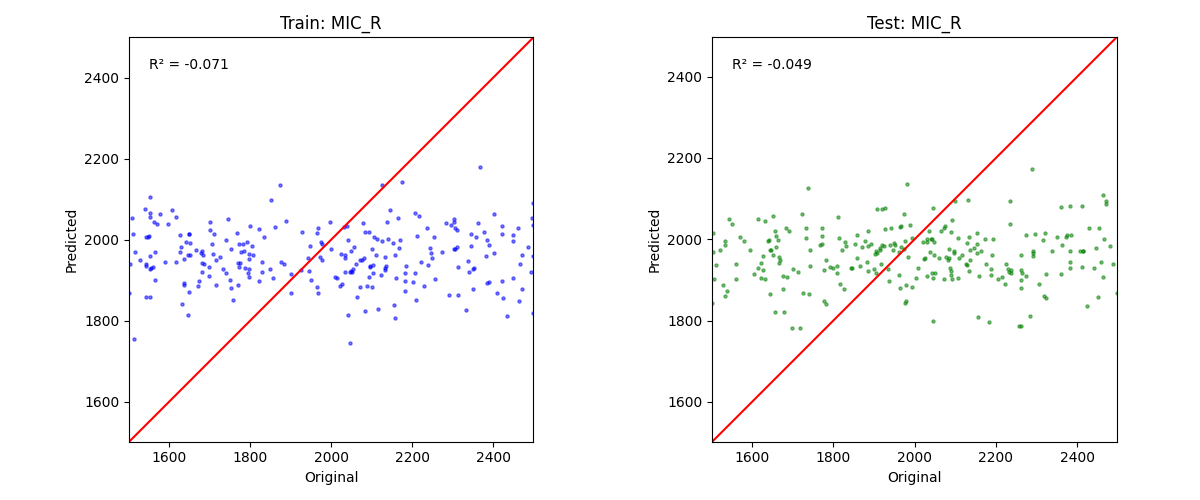 Train: MIC_R
R² = -0.071
2400
2200
2000
1800
1600
Predicted
1600 1800 2000 2200 2400
Original
Test: MIC_R
R² = -0.049
2400
2200
2000
1800
1600
Predicted
1600 1800 2000 2200 2400
Original